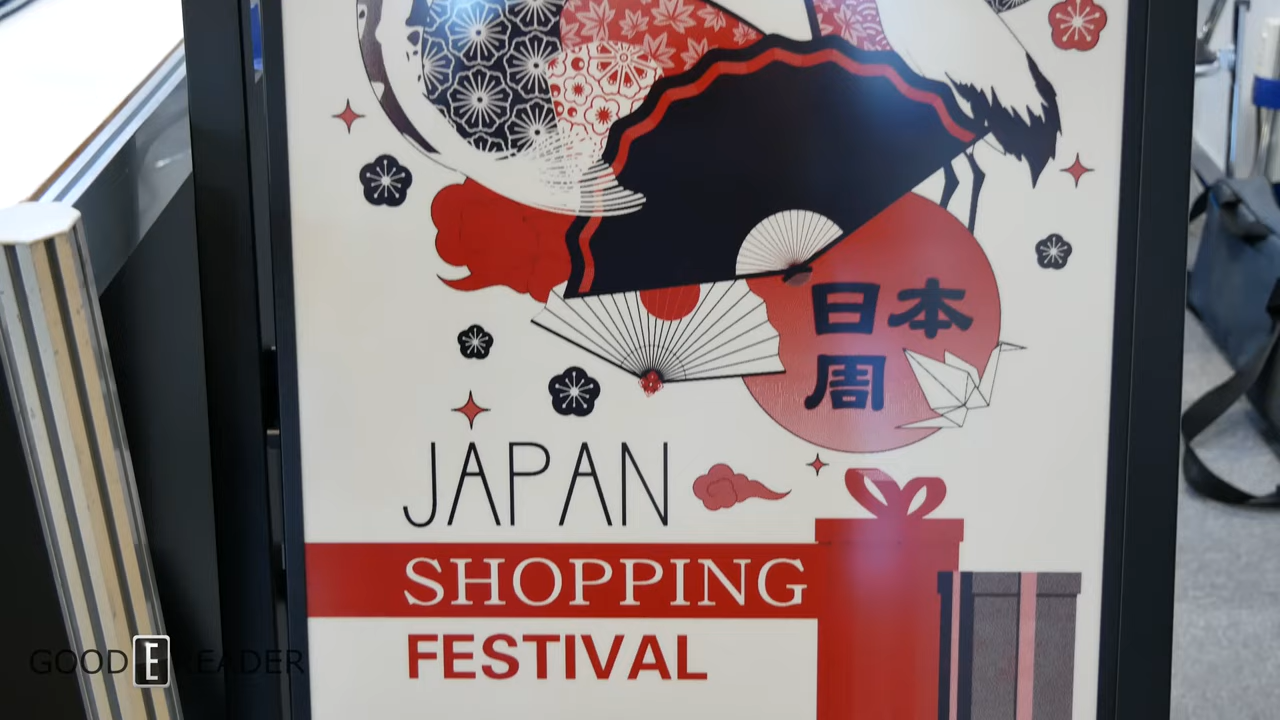 日本
周
JAPAN
SHOPPING
FESTIVAL
GOOD E READER